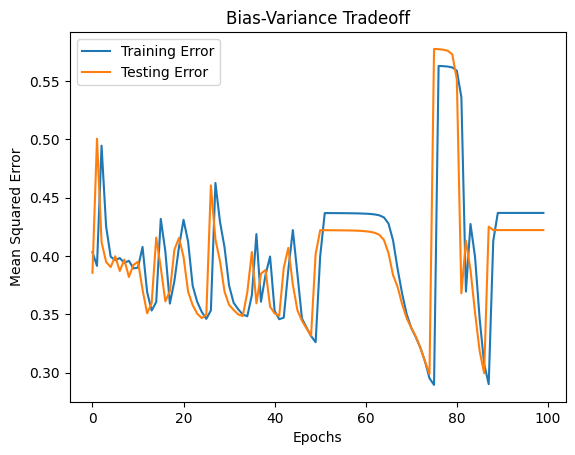 Bias-Variance Tradeoff
Training Error
Testing Error
Mean Squared Error
0.55
0.50
0.45
0.40
0.35
0.30
0 20 40 60 80 100
Epochs